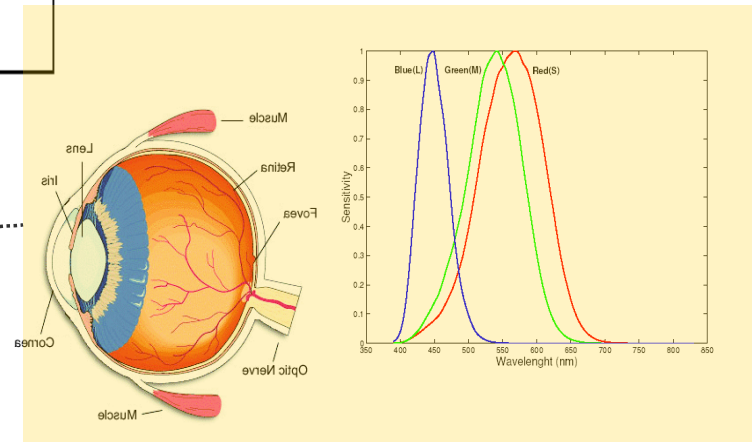 Muscle
Lens
Retina
Iris
Fovea
Cornea
Optic Nerve
Muscle
Blue(L) Green(M) Red(S)
Sensitivity
1
0.9
0.8
0.7
0.6
0.5
0.4
0.3
0.2
0.1
0
350 400 450 500 550 600 650 700 750 800 850
Wavelenght (nm)